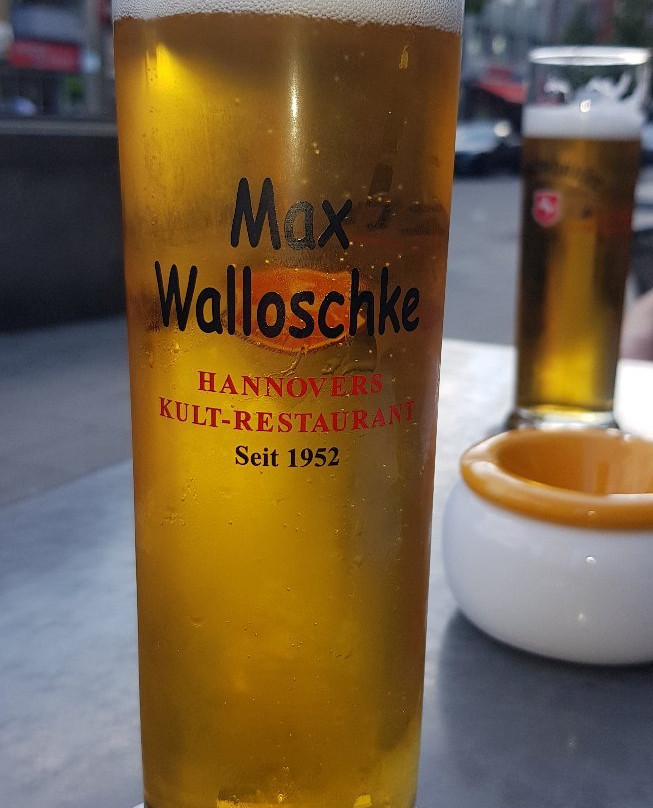 Max
Walloschke
HANNOVERS
KULT-RESTAURANT
Seit 1952